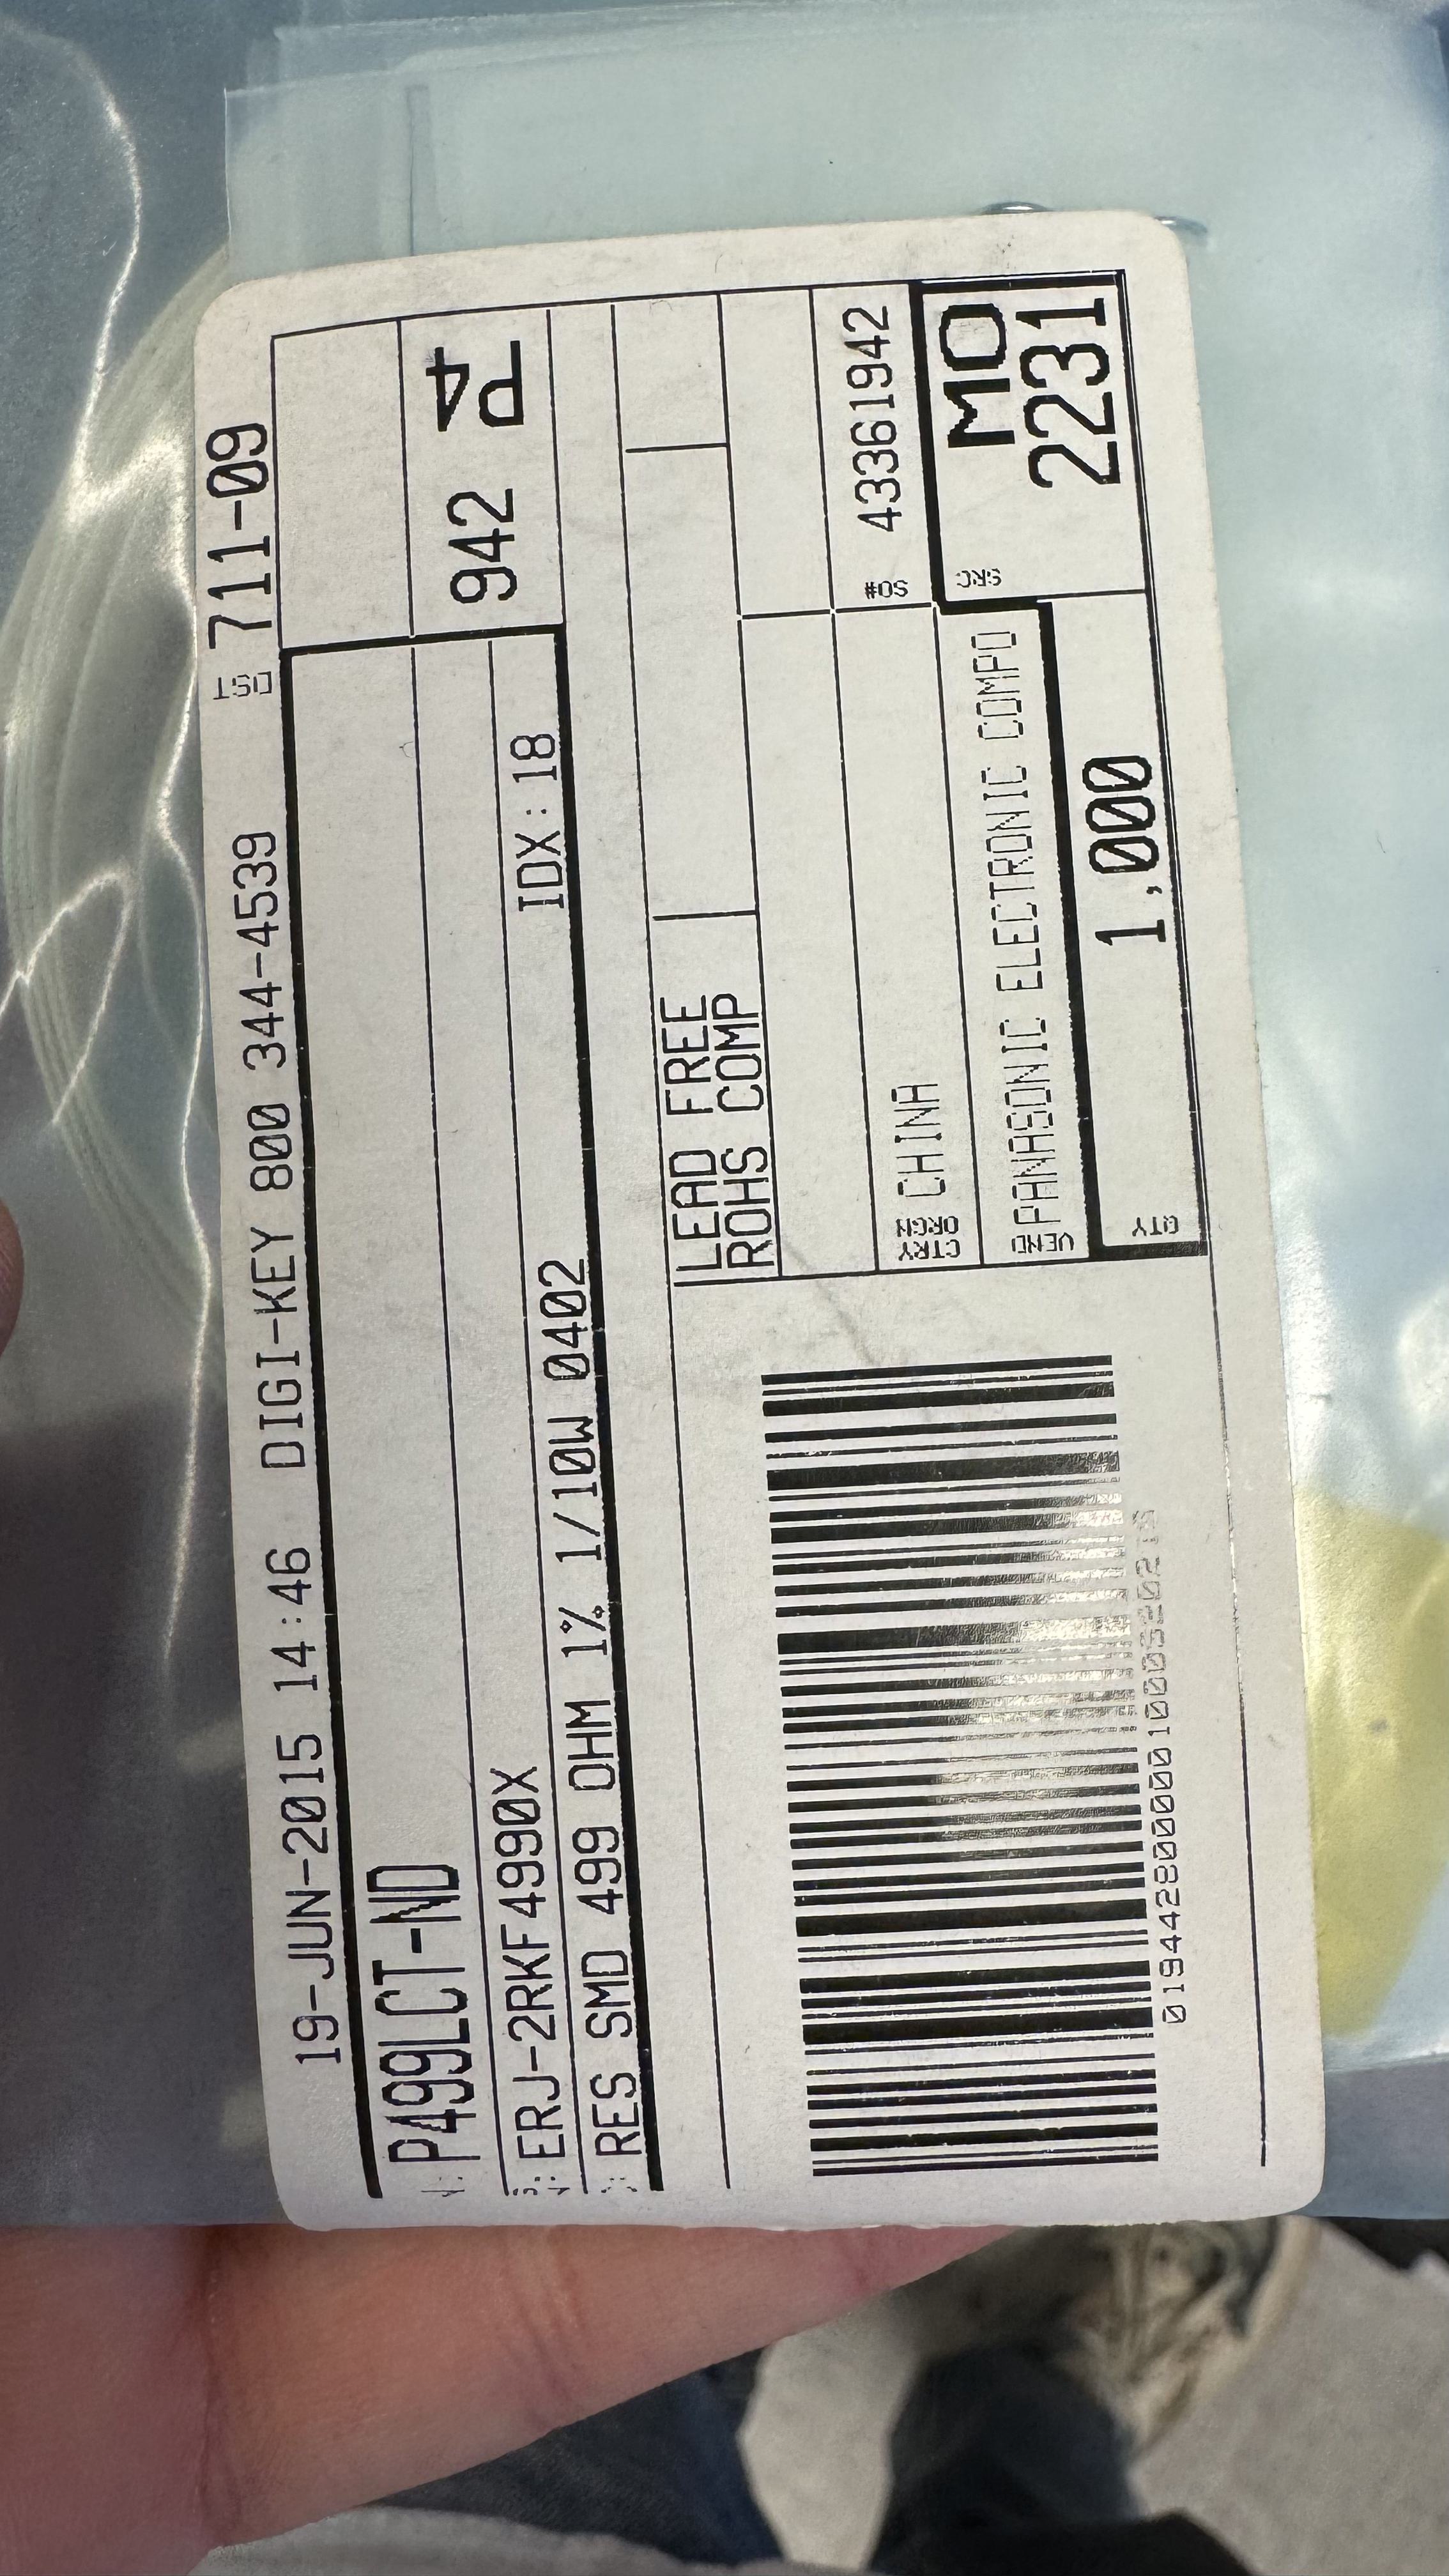 19-JUN-2015 14:46 DIGI-KEY 800 344-4539 DST 711-09
P499LCT-ND
ERJ-2RKF4990X IDX:18 942 P4
RES SMD 499 OHM 1% 1/10W 0402
LEAD FREE
ROHS COMP
CTRY ORGN CHINA SO# 43361942
VEND PANASONIC ELECTRONIC COMPO SRC MO
QTY 1,000 2231